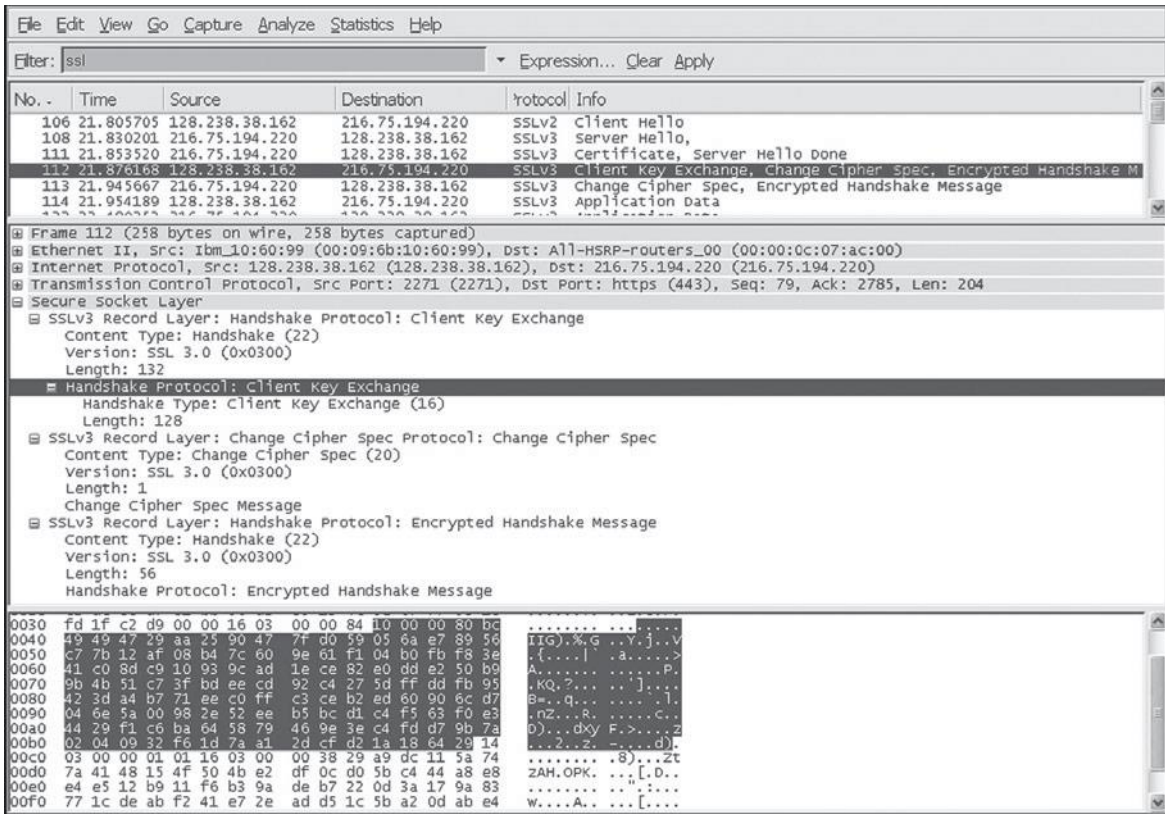 File Edit View Go Capture Analyze Statistics Help
Filter: ssl Expression... Clear Apply
No. - Time Source Destination Protocol Info
106 21.805705 128.238.38.162 216.75.194.220 SSLv2 Client Hello
108 21.830201 216.75.194.220 128.238.38.162 SSLv3 Server Hello,
111 21.853520 216.75.194.220 128.238.38.162 SSLv3 Certificate, Server Hello Done
112 21.876168 128.238.38.162 216.75.194.220 SSLv3 Client Key Exchange, Change Cipher Spec, Encrypted Handshake M
113 21.945667 216.75.194.220 128.238.38.162 SSLv3 Change Cipher Spec, Encrypted Handshake Message
114 21.954189 128.238.38.162 216.75.194.220 SSLv3 Application Data
Frame 112 (258 bytes on wire, 258 bytes captured)
Ethernet II, Src: Ibm_10:60:99 (00:09:6b:10:60:99), Dst: All-HSRP-routers_00 (00:00:0c:07:ac:00)
Internet Protocol, Src: 128.238.38.162 (128.238.38.162), Dst: 216.75.194.220 (216.75.194.220)
Transmission Control Protocol, Src Port: 2271 (2271), Dst Port: https (443), Seq: 79, Ack: 2785, Len: 204
Secure Socket Layer
SSLv3 Record Layer: Handshake Protocol: Client Key Exchange
Content Type: Handshake (22)
Version: SSL 3.0 (0x0300)
Length: 132
Handshake Protocol: Client Key Exchange
Handshake Type: Client Key Exchange (16)
Length: 128
SSLv3 Record Layer: Change Cipher Spec Protocol: Change Cipher Spec
Content Type: Change Cipher Spec (20)
Version: SSL 3.0 (0x0300)
Length: 1
Change Cipher Spec Message
SSLv3 Record Layer: Handshake Protocol: Encrypted Handshake Message
Content Type: Handshake (22)
Version: SSL 3.0 (0x0300)
Length: 56
Handshake Protocol: Encrypted Handshake Message
0030 fd 1f c2 d9 00 00 16 03 00 00 84 10 00 00 80 bc ........ ........
0040 49 49 47 29 aa 25 90 47 7f d0 59 05 6a e7 89 56 IIG).%.G ..Y.j..V
0050 c7 7b 12 af 08 b4 7c 60 9e 61 f1 04 b0 fb f8 3e .{....|` .a.....>
0060 41 c0 8d c9 10 93 9c ad 1e ce 82 e0 dd e2 50 b9 A....... ......P.
0070 9b 4b 51 c7 3f bd ee cd 92 c4 27 5d ff dd fb 95 .KQ.?... ..']....
0080 42 3d a4 b7 71 ee c0 ff c3 ce b2 ed 60 90 6c d7 B=..q... ....`.l.
0090 04 6e 5a 00 98 2e 52 ee b5 bc d1 c4 f5 63 f0 e3 .nZ...R. .....c..
00a0 44 29 f1 c6 ba 64 58 79 46 9e 3e c4 fd d7 9b 7a D)...dXy F.>....z
00b0 02 04 09 32 f6 1d 7a a1 2d cf d2 1a 18 64 29 14 ...2..z. -....d).
00c0 03 00 00 01 01 16 03 00 00 38 29 a9 dc 11 5a 74 ........ .8)...Zt
00d0 7a 41 48 15 4f 50 4b e2 df 0c d0 5b c4 44 a8 e8 zAH.OPK. ...[.D..
00e0 e4 e5 12 b9 11 f6 b3 9a de b7 22 0d 3a 17 9a 83 ........ ..".:...
00f0 77 1c de ab f2 41 e7 2e ad d5 1c 5b a2 0d ab e4 w....A.. ...[....